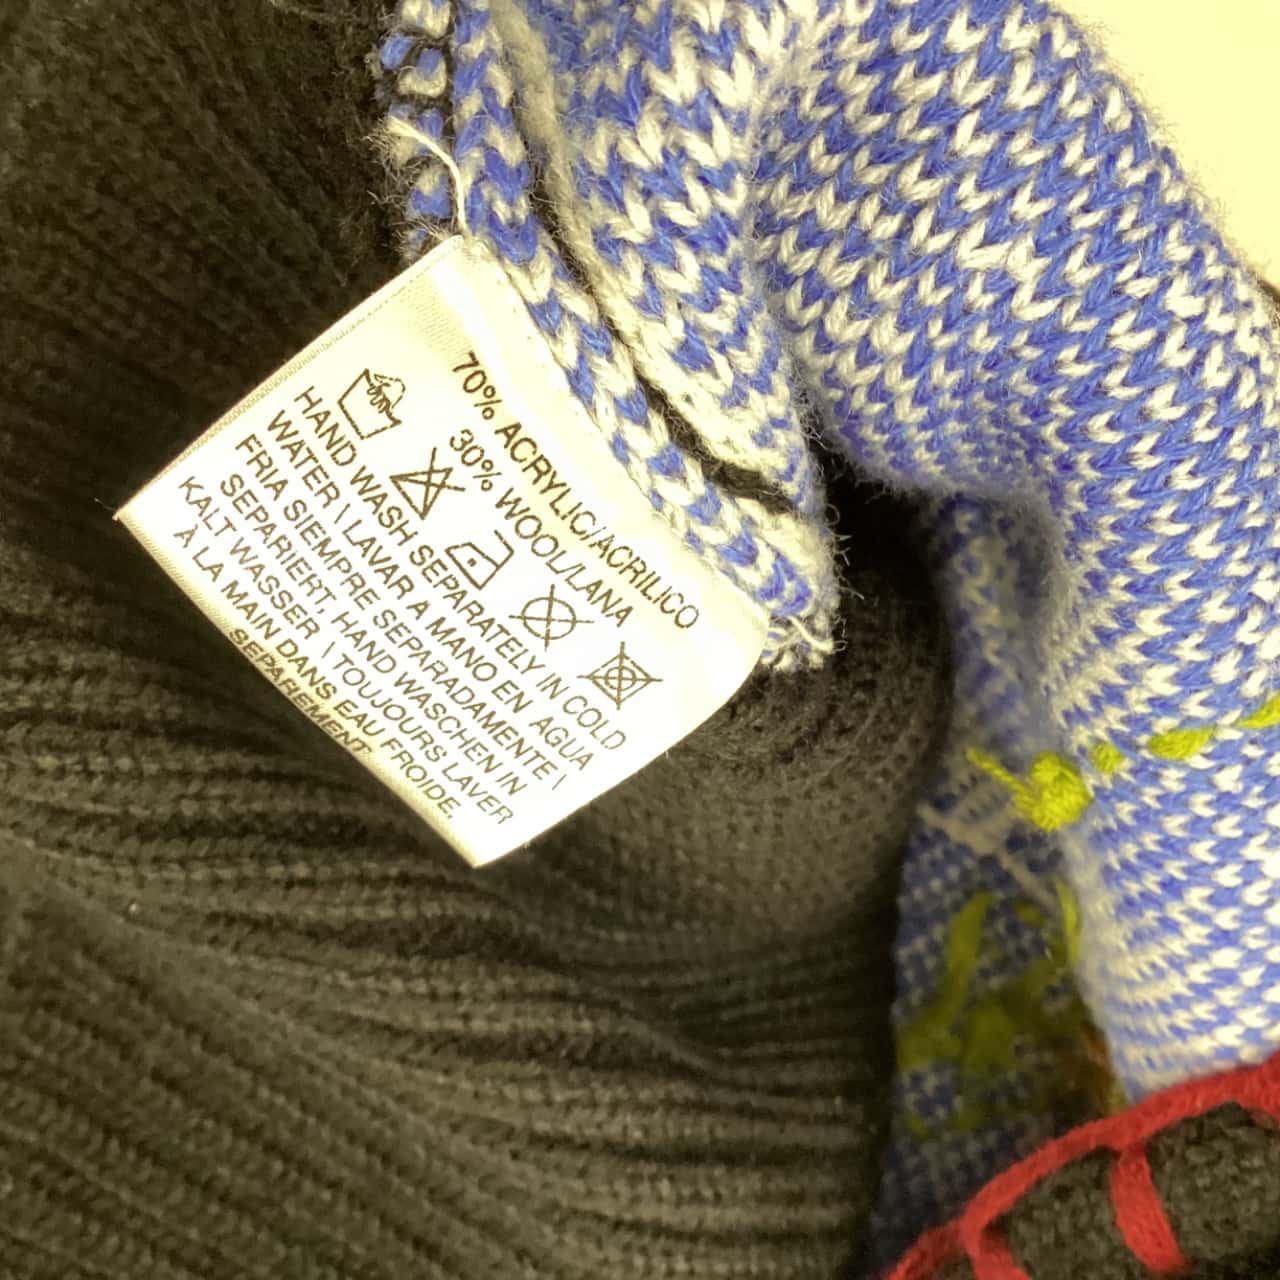 70% ACRYLIC/ACRILICO
30% WOOL/LANA
HAND WASH SEPARATELY IN COLD
WATER \ LAVAR A MANO EN AGUA
FRIA SIEMPRE SEPARADAMENTE \
SEPARIERT, HAND WASCHEN IN
KALT WASSER \ TOUJOURS LAVER
À LA MAIN DANS EAU FROIDE,
SEPAREMENT.